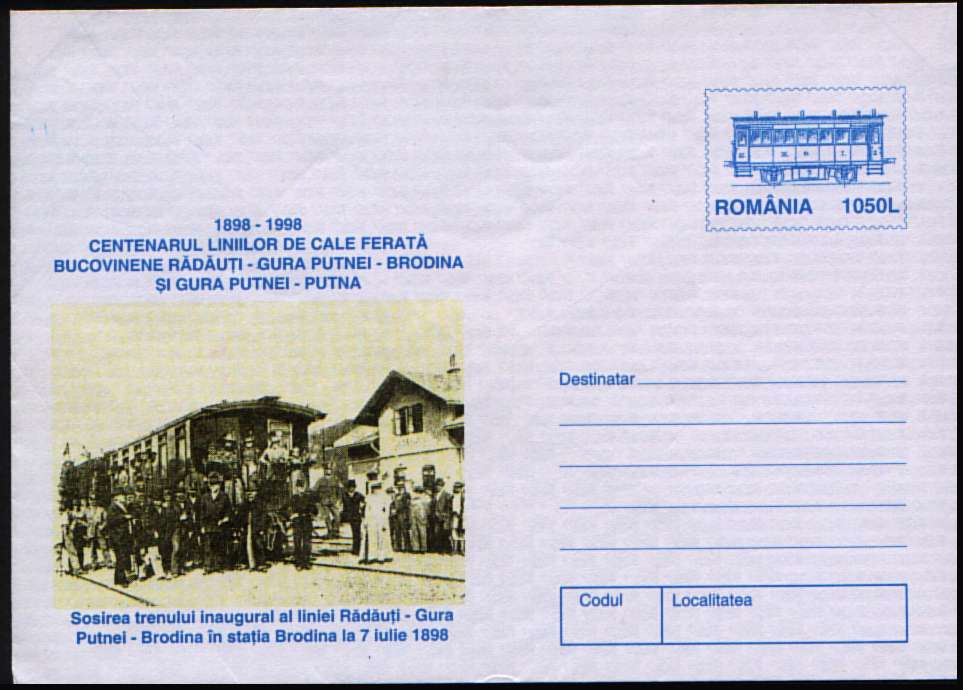 ROMÂNIA 1050L
1898 - 1998
CENTENARUL LINIILOR DE CALE FERATĂ
BUCOVINENE RĂDĂUȚI - GURA PUTNEI - BRODINA
ȘI GURA PUTNEI - PUTNA
Destinatar
Codul Localitatea
Sosirea trenului inaugural al liniei Rădăuți - Gura
Putnei - Brodina în stația Brodina la 7 iulie 1898